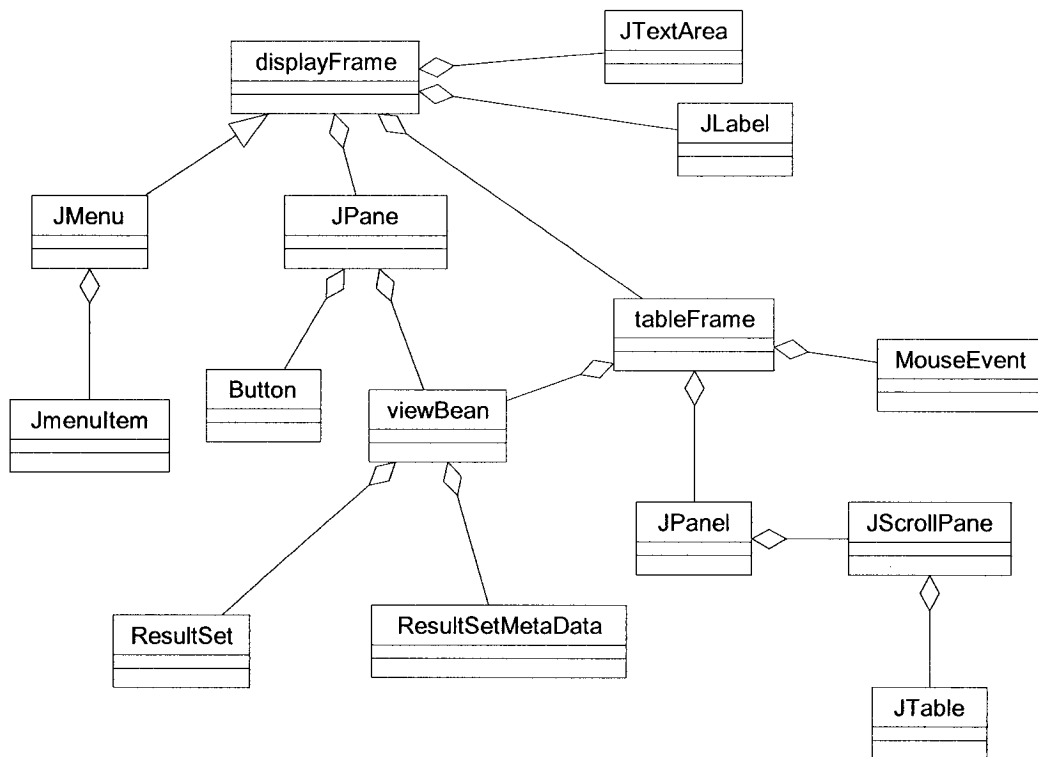 JTextArea
displayFrame
JLabel
JMenu
JPane
tableFrame
MouseEvent
Button
viewBean
JmenuItem
JPanel
JScrollPane
ResultSet
ResultSetMetaData
JTable